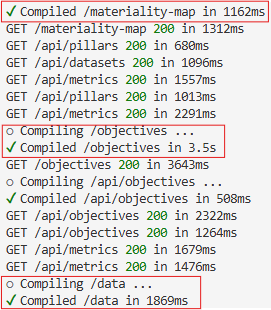 ✓ Compiled /materiality-map in 1162ms
GET /materiality-map 200 in 1312ms
GET /api/pillars 200 in 680ms
GET /api/datasets 200 in 1096ms
GET /api/metrics 200 in 1557ms
GET /api/pillars 200 in 1013ms
GET /api/metrics 200 in 2291ms
○ Compiling /objectives ...
✓ Compiled /objectives in 3.5s
GET /objectives 200 in 3643ms
○ Compiling /api/objectives ...
✓ Compiled /api/objectives in 508ms
GET /api/objectives 200 in 2322ms
GET /api/objectives 200 in 1264ms
GET /api/metrics 200 in 1679ms
GET /api/metrics 200 in 1476ms
○ Compiling /data ...
✓ Compiled /data in 1869ms